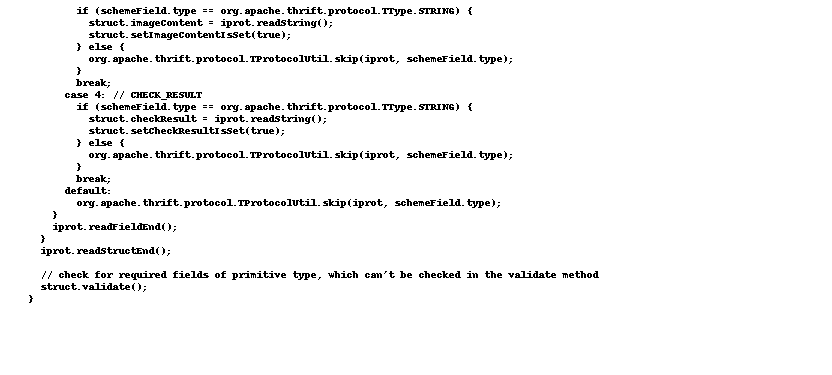 if (schemeField.type == org.apache.thrift.protocol.TType.STRING) {
struct.imageContent = iprot.readString();
struct.setImageContentIsSet(true);
} else {
org.apache.thrift.protocol.TProtocolUtil.skip(iprot, schemeField.type);
}
break;
case 4: // CHECK_RESULT
if (schemeField.type == org.apache.thrift.protocol.TType.STRING) {
struct.checkResult = iprot.readString();
struct.setCheckResultIsSet(true);
} else {
org.apache.thrift.protocol.TProtocolUtil.skip(iprot, schemeField.type);
}
break;
default:
org.apache.thrift.protocol.TProtocolUtil.skip(iprot, schemeField.type);
}
iprot.readFieldEnd();
}
iprot.readStructEnd();
// check for required fields of primitive type, which can't be checked in the validate method
struct.validate();
}